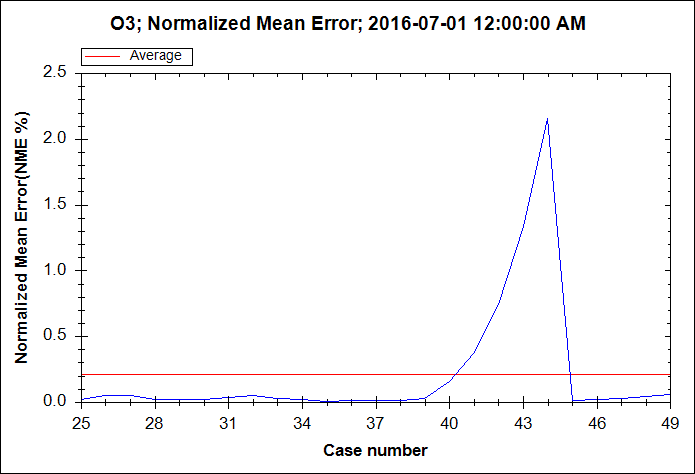 O3; Normalized Mean Error; 2016-07-01 12:00:00 AM
Average
2.5
2.0
1.5
1.0
0.5
0.0
Normalized Mean Error(NME %)
25 28 31 34 37 40 43 46 49
Case number